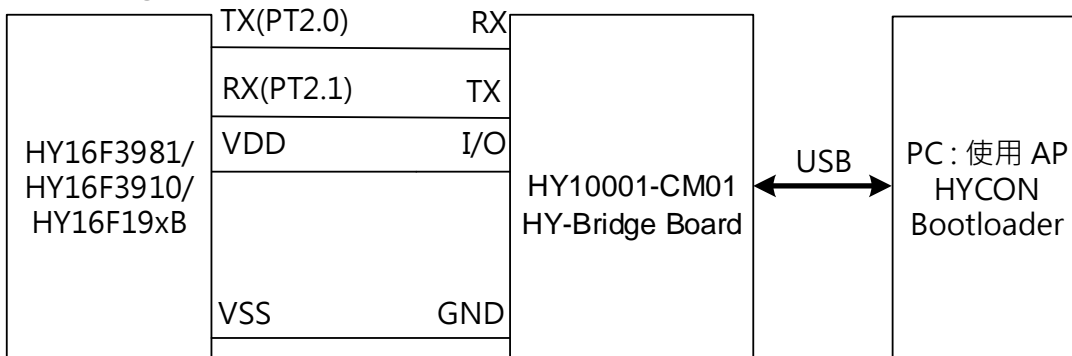 TX(PT2.0) RX
RX(PT2.1) TX
VDD I/O
HY16F3981/
HY16F3910/
HY16F19xB
HY10001-CM01
HY-Bridge Board
USB
PC : 使用 AP
HYCON
Bootloader
VSS GND